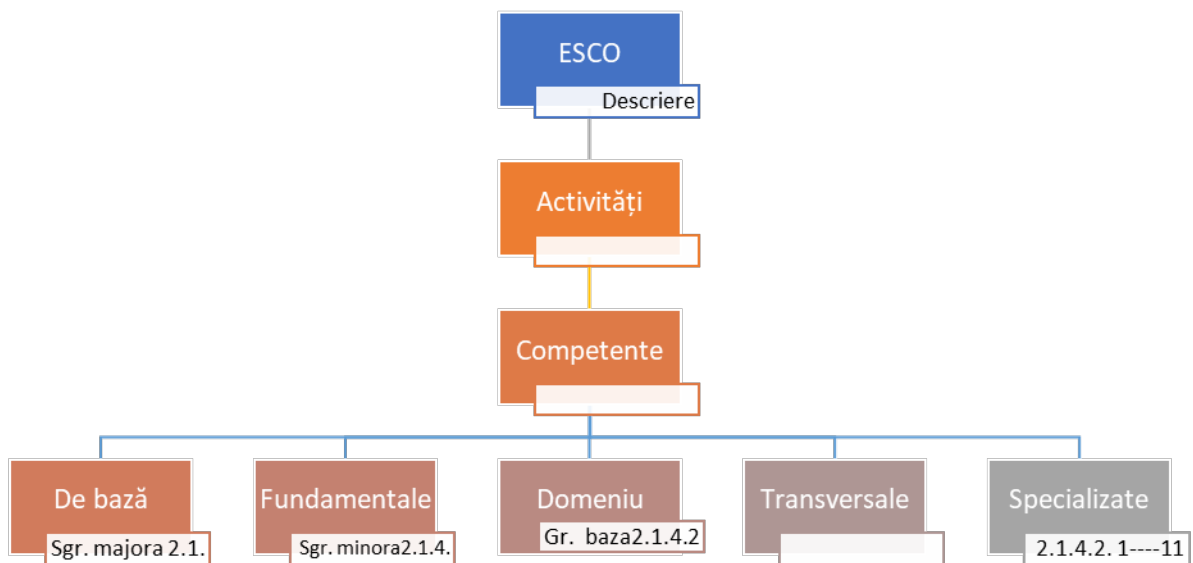 ESCO
Descriere
Activități
Competente
De bază
Sgr. majora 2.1.
Fundamentale
Sgr. minora2.1.4.
Domeniu
Gr. baza2.1.4.2
Transversale
Specializate
2.1.4.2. 1----11